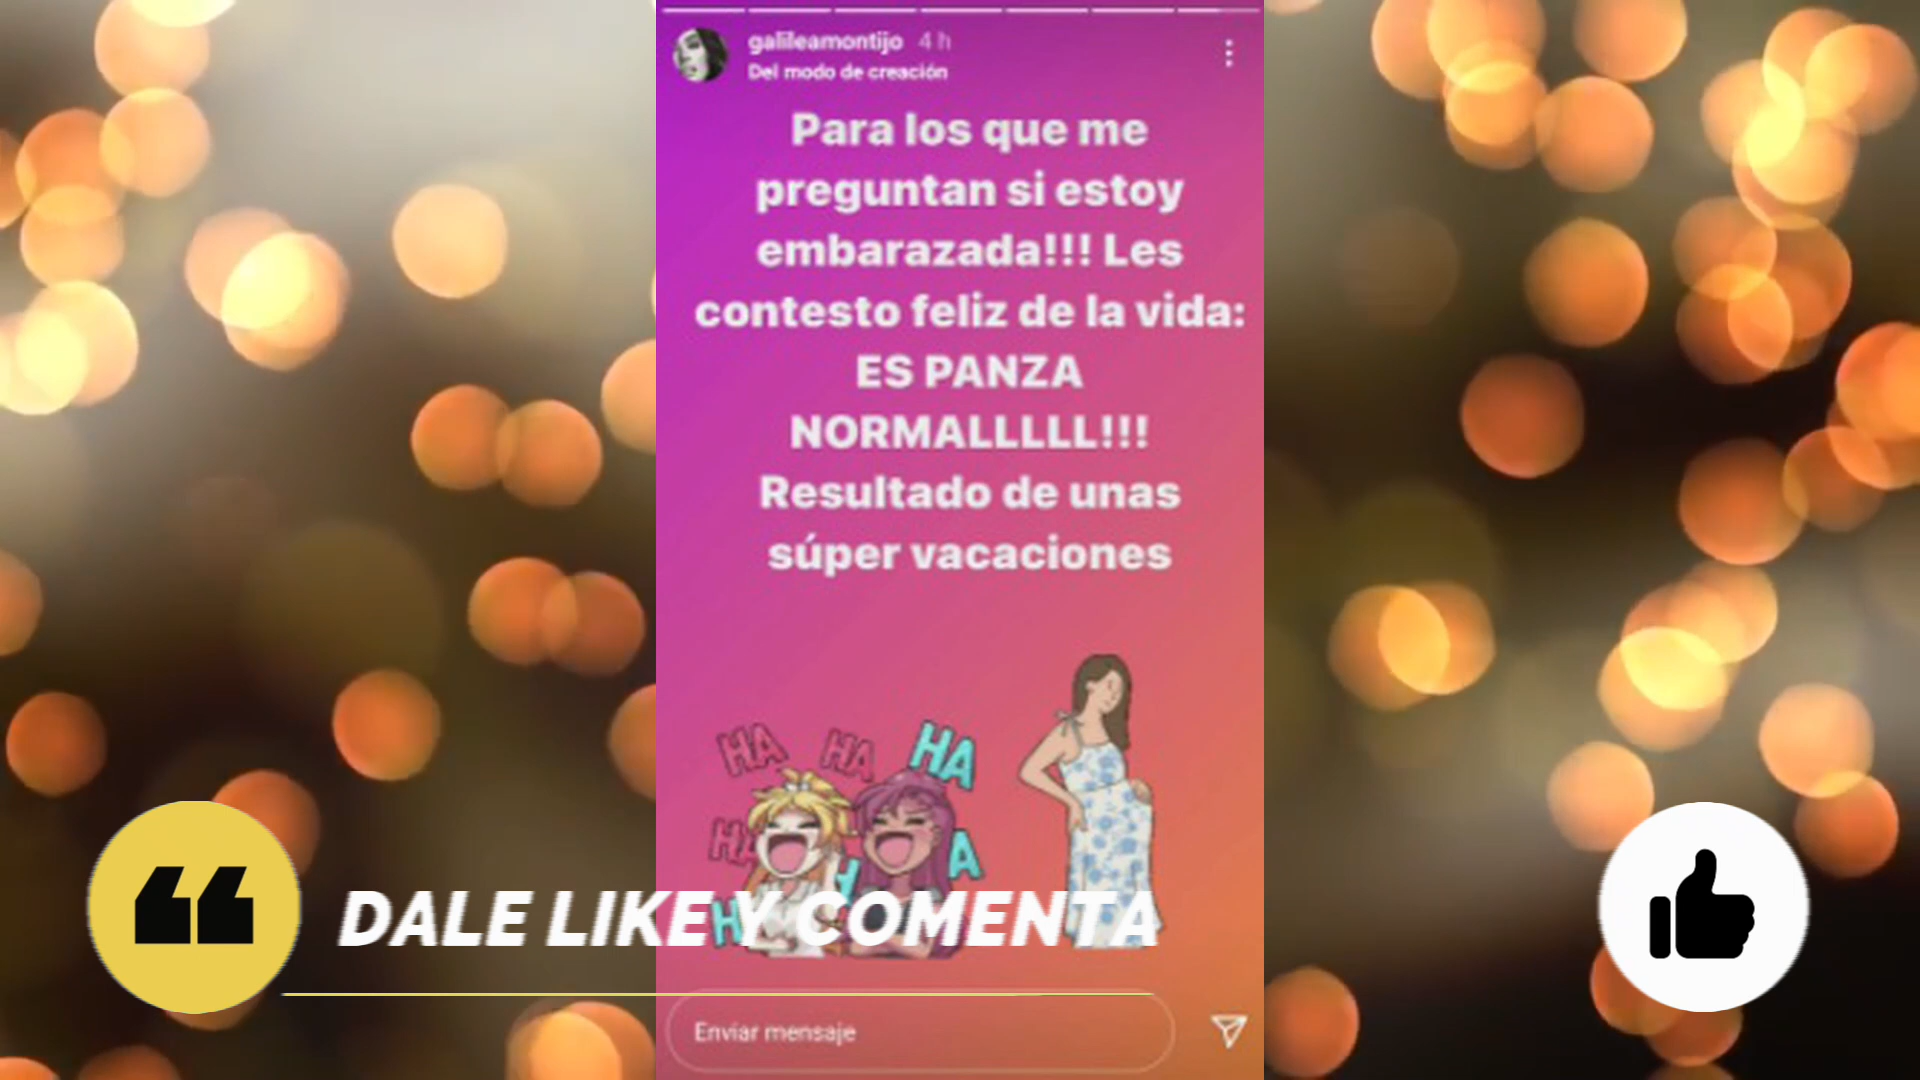 galileamontijo 4 h
Del modo de creación
Para los que me
preguntan si estoy
embarazada!!! Les
contesto feliz de la vida:
ES PANZA
NORMALLLLL!!!
Resultado de unas
súper vacaciones
HA HA HA
HA A
H H
DALE LIKE Y COMENTA
Enviar mensaje